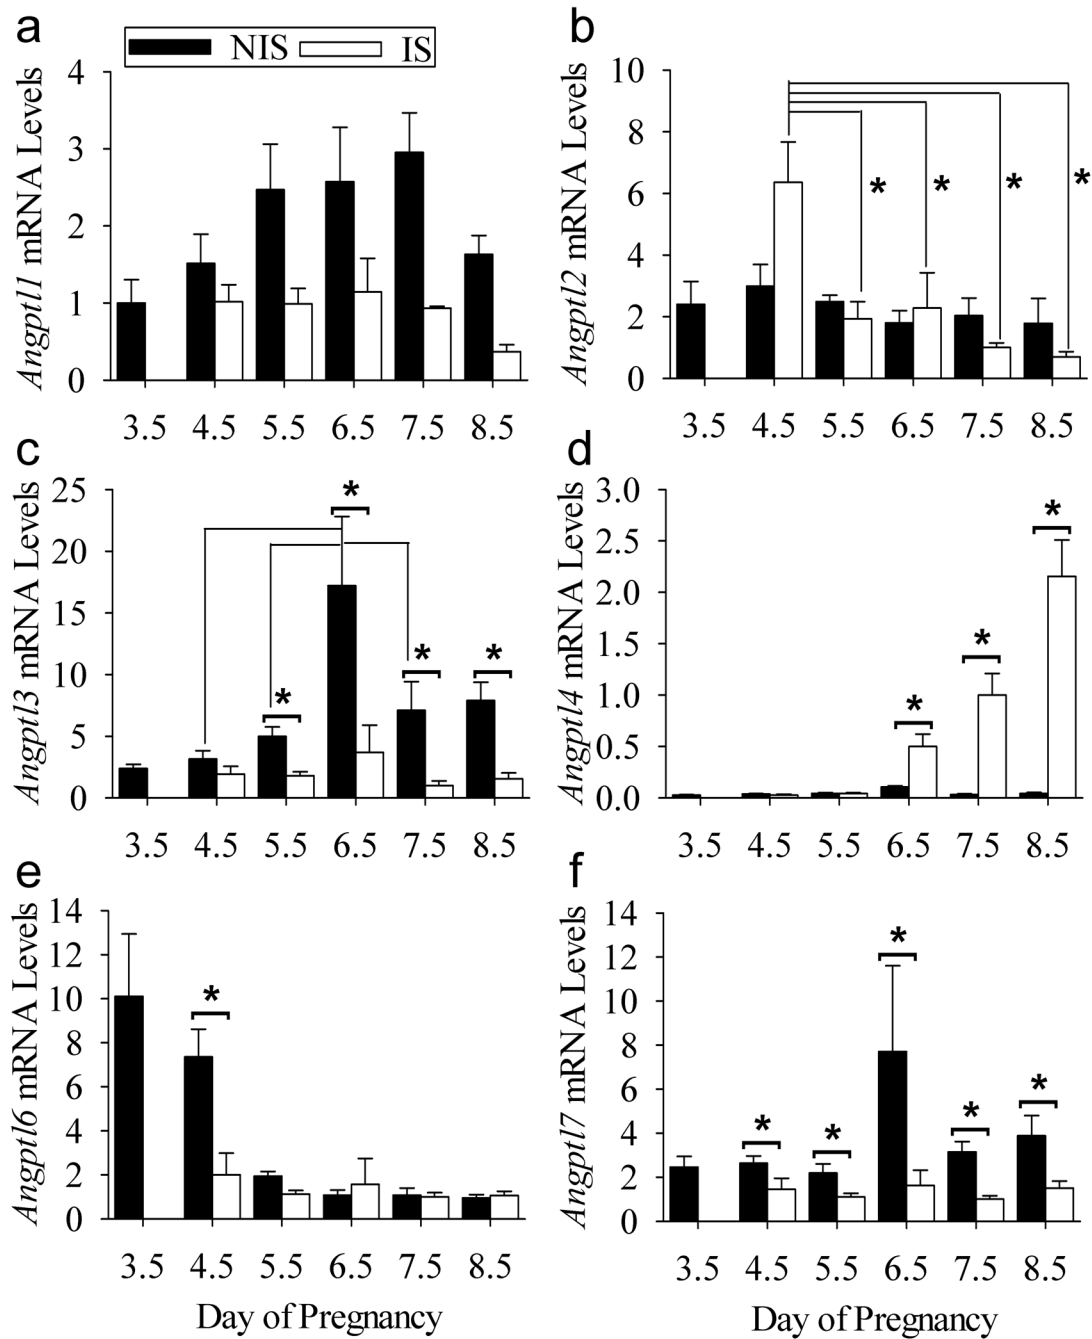 a
NIS IS
Angptl1 mRNA Levels
4
3
2
1
0
3.5 4.5 5.5 6.5 7.5 8.5
b
Angptl2 mRNA Levels
10
8
6
4
2
0
* * * *
3.5 4.5 5.5 6.5 7.5 8.5
c
Angptl3 mRNA Levels
25
20
15
10
5
0
* * * *
3.5 4.5 5.5 6.5 7.5 8.5
d
Angptl4 mRNA Levels
3.0
2.5
2.0
1.5
1.0
0.5
0.0
* * *
3.5 4.5 5.5 6.5 7.5 8.5
e
Angptl6 mRNA Levels
14
12
10
8
6
4
2
0
*
3.5 4.5 5.5 6.5 7.5 8.5
Day of Pregnancy
f
Angptl7 mRNA Levels
14
12
10
8
6
4
2
0
* * * * *
3.5 4.5 5.5 6.5 7.5 8.5
Day of Pregnancy